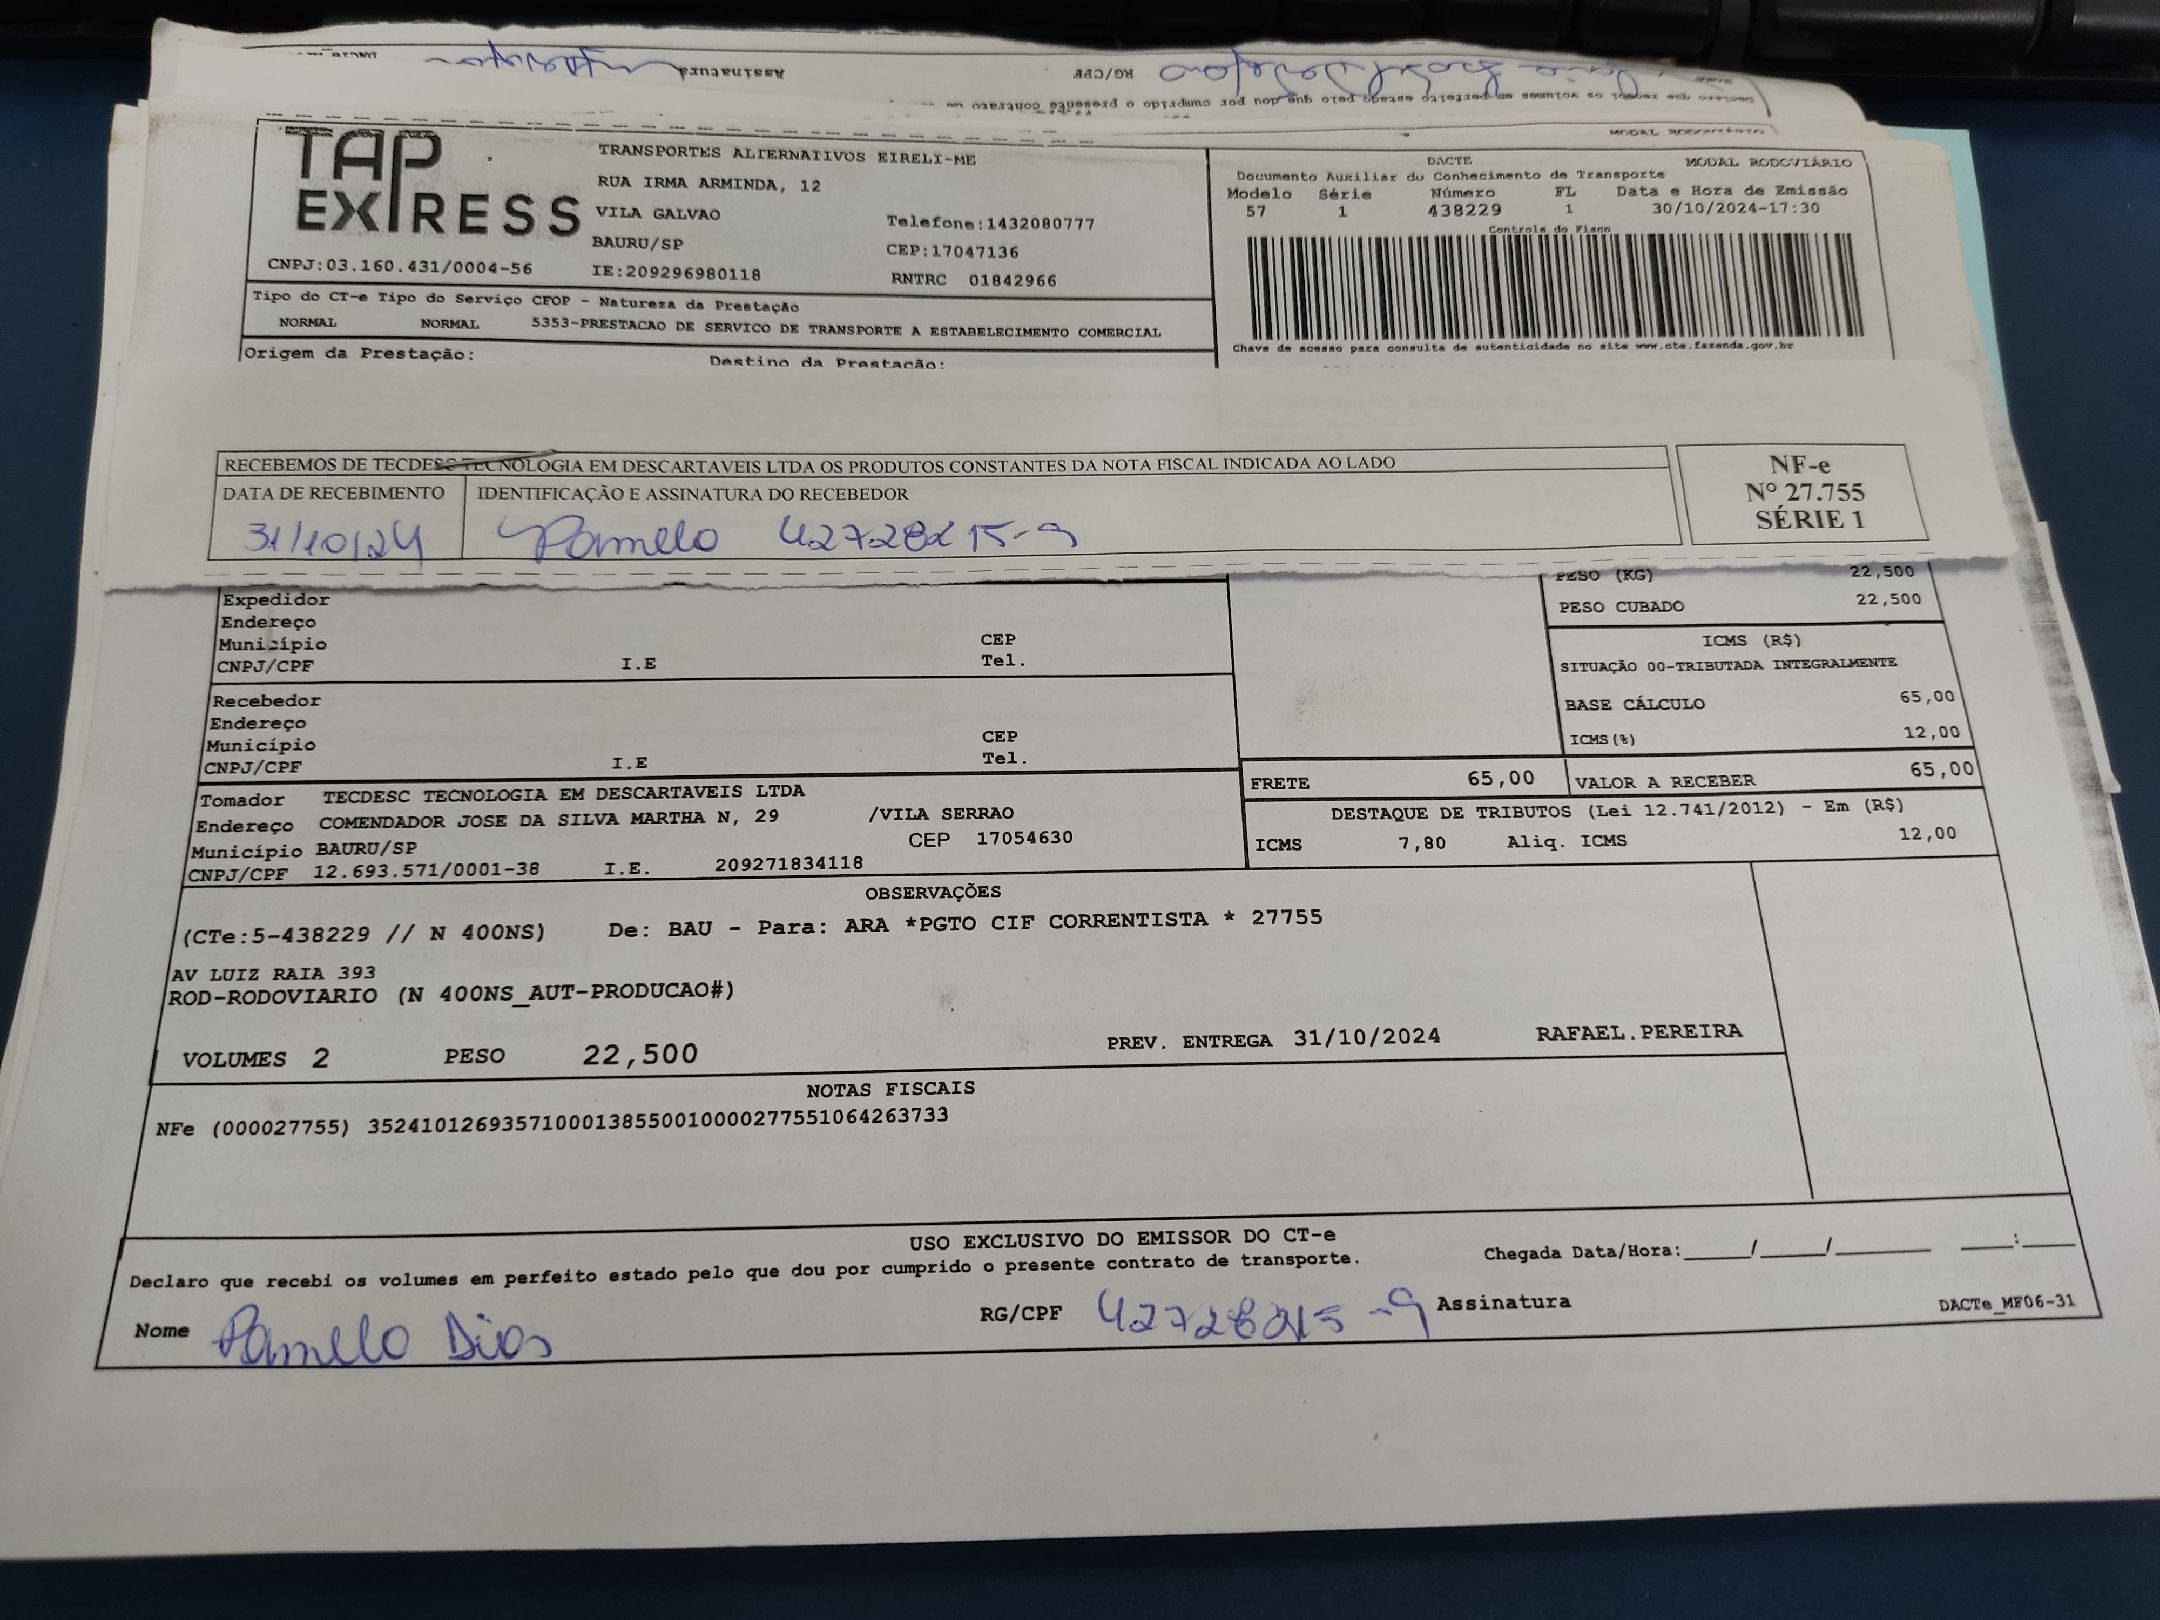 Assinatura
RG/CPF
TAP EXPRESS
TRANSPORTES ALTERNATIVOS EIRELI-ME
RUA IRMA ARMINDA, 12
VILA GALVAO
Telefone:1432080777
BAURU/SP
CEP:17047136
CNPJ:03.160.431/0004-56
IE:209296980118
RNTRC 01842966
DACTE
MODAL RODOVIÁRIO
Documento Auxiliar do Conhecimento de Transporte
Modelo Série Número FL Data e Hora de Emissão
57 1 438229 1 30/10/2024-17:30
Controle do Fisco
Chave de acesso para consulta de autenticidade no site www.cte.fazenda.gov.br
Tipo do CT-e Tipo do Serviço CFOP - Natureza da Prestação
NORMAL NORMAL 5353-PRESTACAO DE SERVICO DE TRANSPORTE A ESTABELECIMENTO COMERCIAL
Origem da Prestação: Destino da Prestação:
RECEBEMOS DE TECDESC TECNOLOGIA EM DESCARTAVEIS LTDA OS PRODUTOS CONSTANTES DA NOTA FISCAL INDICADA AO LADO
DATA DE RECEBIMENTO IDENTIFICAÇÃO E ASSINATURA DO RECEBEDOR
31/10/24 Pamela
NF-e
Nº 27.755
SÉRIE 1
Expedidor
Endereço
Município CEP
CNPJ/CPF I.E Tel.
Recebedor
Endereço
Município CEP
CNPJ/CPF I.E Tel.
PESO (KG) 22,500
PESO CUBADO 22,500
ICMS (R$)
SITUAÇÃO 00-TRIBUTADA INTEGRALMENTE
BASE CÁLCULO 65,00
ICMS(%) 12,00
FRETE 65,00 VALOR A RECEBER 65,00
Tomador TECDESC TECNOLOGIA EM DESCARTAVEIS LTDA
Endereço COMENDADOR JOSE DA SILVA MARTHA N, 29 /VILA SERRAO
Município BAURU/SP CEP 17054630
CNPJ/CPF 12.693.571/0001-38 I.E. 209271834118
DESTAQUE DE TRIBUTOS (Lei 12.741/2012) - Em (R$)
ICMS 7,80 Aliq. ICMS 12,00
OBSERVAÇÕES
(CTe:5-438229 // N 400NS) De: BAU - Para: ARA *PGTO CIF CORRENTISTA * 27755
AV LUIZ RAIA 393
ROD-RODOVIARIO (N 400NS_AUT-PRODUCAO#)
VOLUMES 2 PESO 22,500 PREV. ENTREGA 31/10/2024 RAFAEL.PEREIRA
NOTAS FISCAIS
NFe (000027755) 35241012693571000138550010000277551064263733
USO EXCLUSIVO DO EMISSOR DO CT-e
Declaro que recebi os volumes em perfeito estado pelo que dou por cumprido o presente contrato de transporte.
Chegada Data/Hora:_____/_____/_______ ____:____
Nome Pamela Dias RG/CPF Assinatura
DACTe_MF06-31